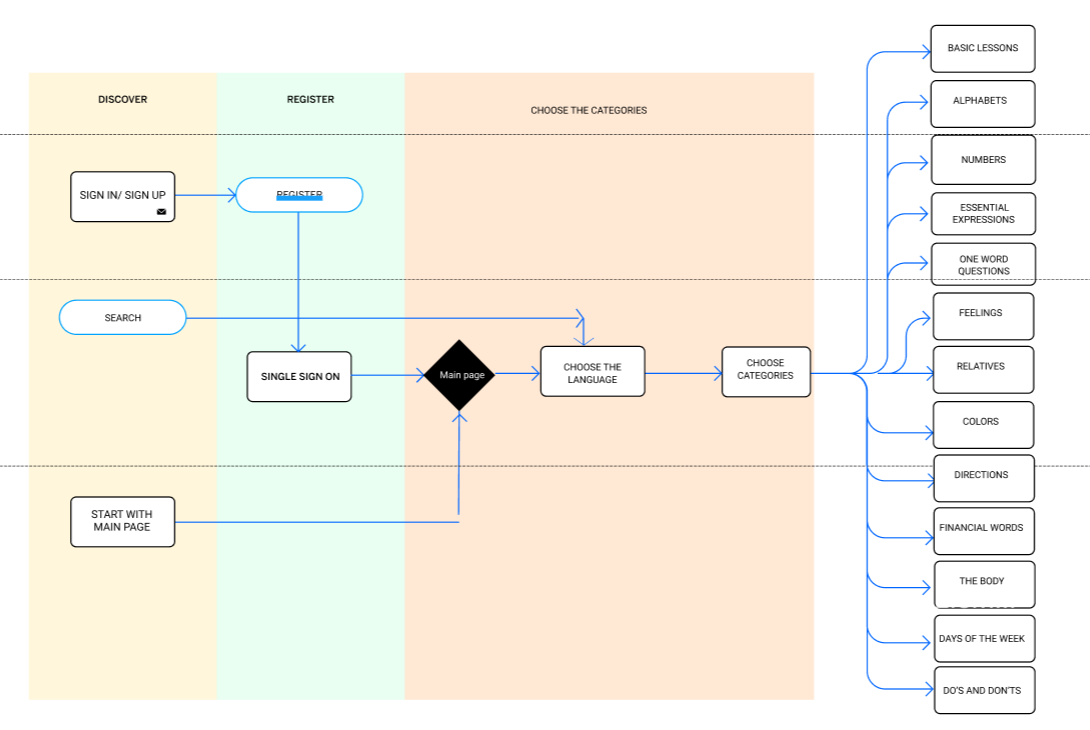 DISCOVER
REGISTER
CHOOSE THE CATEGORIES
SIGN IN/ SIGN UP
REGISTER
SEARCH
SINGLE SIGN ON
Main page
CHOOSE THE
LANGUAGE
CHOOSE
CATEGORIES
START WITH
MAIN PAGE
BASIC LESSONS
ALPHABETS
NUMBERS
ESSENTIAL
EXPRESSIONS
ONE WORD
QUESTIONS
FEELINGS
RELATIVES
COLORS
DIRECTIONS
FINANCIAL WORDS
THE BODY
DAYS OF THE WEEK
DO'S AND DON'TS